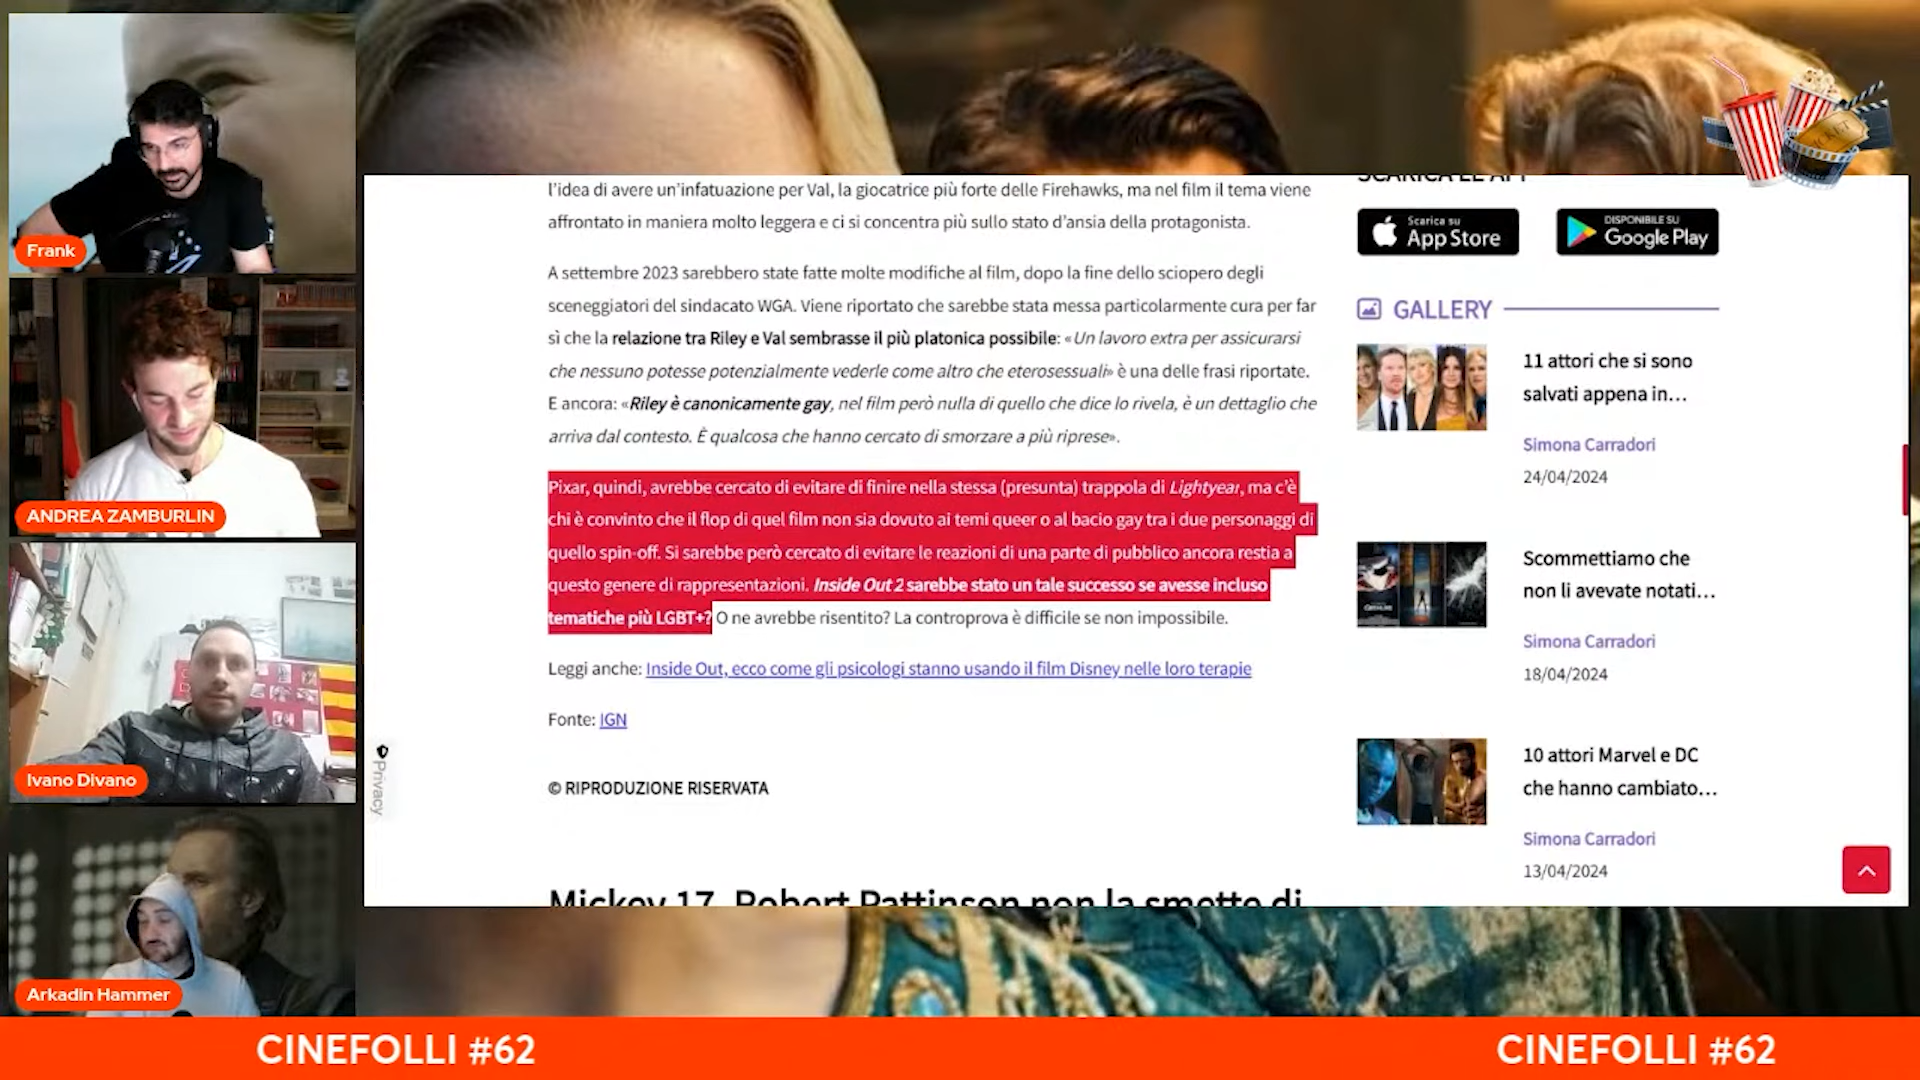 Frank
ANDREA ZAMBURLIN
Ivano Divano
Arkadin Hammer
l'idea di avere un'infatuazione per Val, la giocatrice più forte delle Firehawks, ma nel film il tema viene
affrontato in maniera molto leggera e ci si concentra più sullo stato d'ansia della protagonista.
A settembre 2023 sarebbero state fatte molte modifiche al film, dopo la fine dello sciopero degli
sceneggiatori del sindacato WGA. Viene riportato che sarebbe stata messa particolarmente cura per far
sì che la relazione tra Riley e Val sembrasse il più platonica possibile: «Un lavoro extra per assicurarsi
che nessuno potesse potenzialmente vederle come altro che eterosessuali» è una delle frasi riportate.
E ancora: «Riley è canonicamente gay, nel film però nulla di quello che dice lo rivela, è un dettaglio che
arriva dal contesto. È qualcosa che hanno cercato di smorzare a più riprese».
Pixar, quindi, avrebbe cercato di evitare di finire nella stessa (presunta) trappola di Lightyear, ma c'è
chi è convinto che il flop di quel film non sia dovuto ai temi queer o al bacio gay tra i due personaggi di
quello spin-off. Si sarebbe però cercato di evitare le reazioni di una parte di pubblico ancora restia a
questo genere di rappresentazioni. Inside Out 2 sarebbe stato un tale successo se avesse incluso
tematiche più LGBT+? O ne avrebbe risentito? La controprova è difficile se non impossibile.
Leggi anche: Inside Out, ecco come gli psicologi stanno usando il film Disney nelle loro terapie
Fonte: IGN
© RIPRODUZIONE RISERVATA
Mickey 17, Robert Pattinson non la smette di
Privacy
SCARICA LE APP
Scarica su
App Store
DISPONIBILE SU
Google Play
GALLERY
11 attori che si sono
salvati appena in...
Simona Carradori
24/04/2024
Scommettiamo che
non li avevate notati...
Simona Carradori
18/04/2024
10 attori Marvel e DC
che hanno cambiato...
Simona Carradori
13/04/2024
CINEFOLLI #62
CINEFOLLI #62